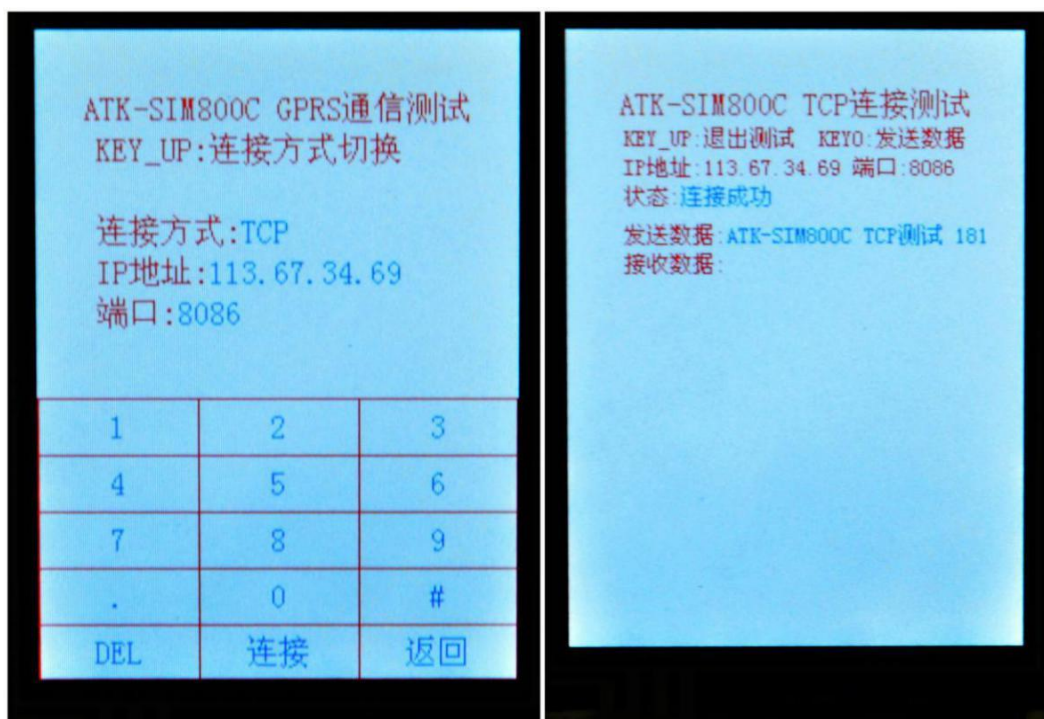 ATK-SIM800C GPRS通信测试
KEY_UP:连接方式切换
连接方式:TCP
IP地址:113.67.34.69
端口:8086
1 2 3
4 5 6
7 8 9
. 0 #
DEL 连接 返回
ATK-SIM800C TCP连接测试
KEY_UP:退出测试 KEY0:发送数据
IP地址:113.67.34.69 端口:8086
状态:连接成功
发送数据:ATK-SIM800C TCP测试 181
接收数据: